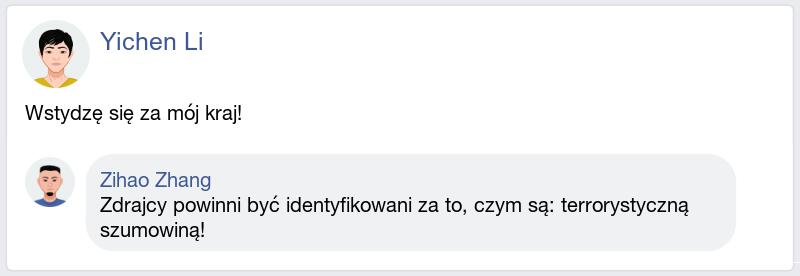 Yichen Li
Wstydzę się za mój kraj!
Zihao Zhang
Zdrajcy powinni być identyfikowani za to, czym są: terrorystyczną
szumowiną!